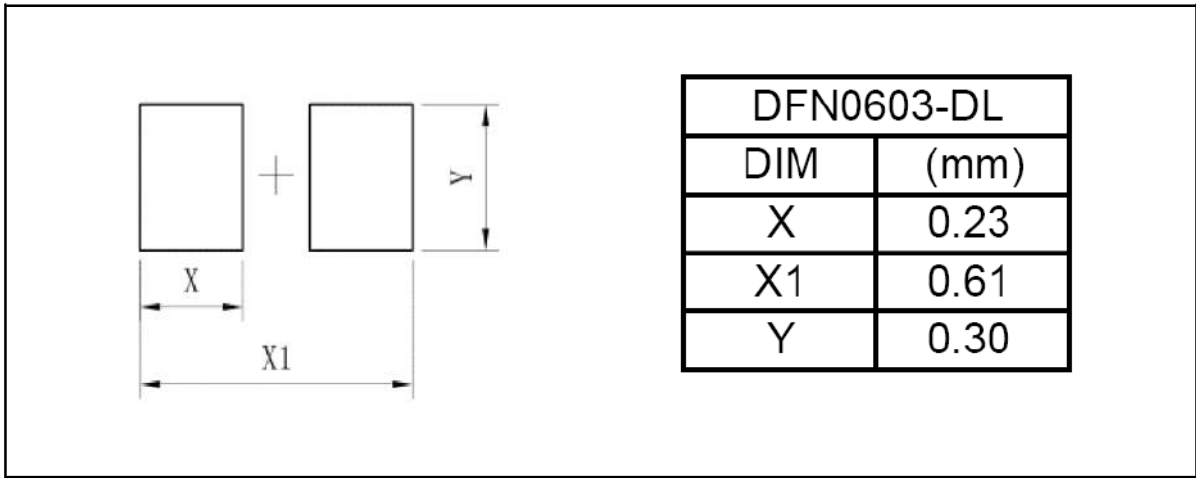 X
X1
Y
DFN0603-DL
DIM (mm)
X 0.23
X1 0.61
Y 0.30